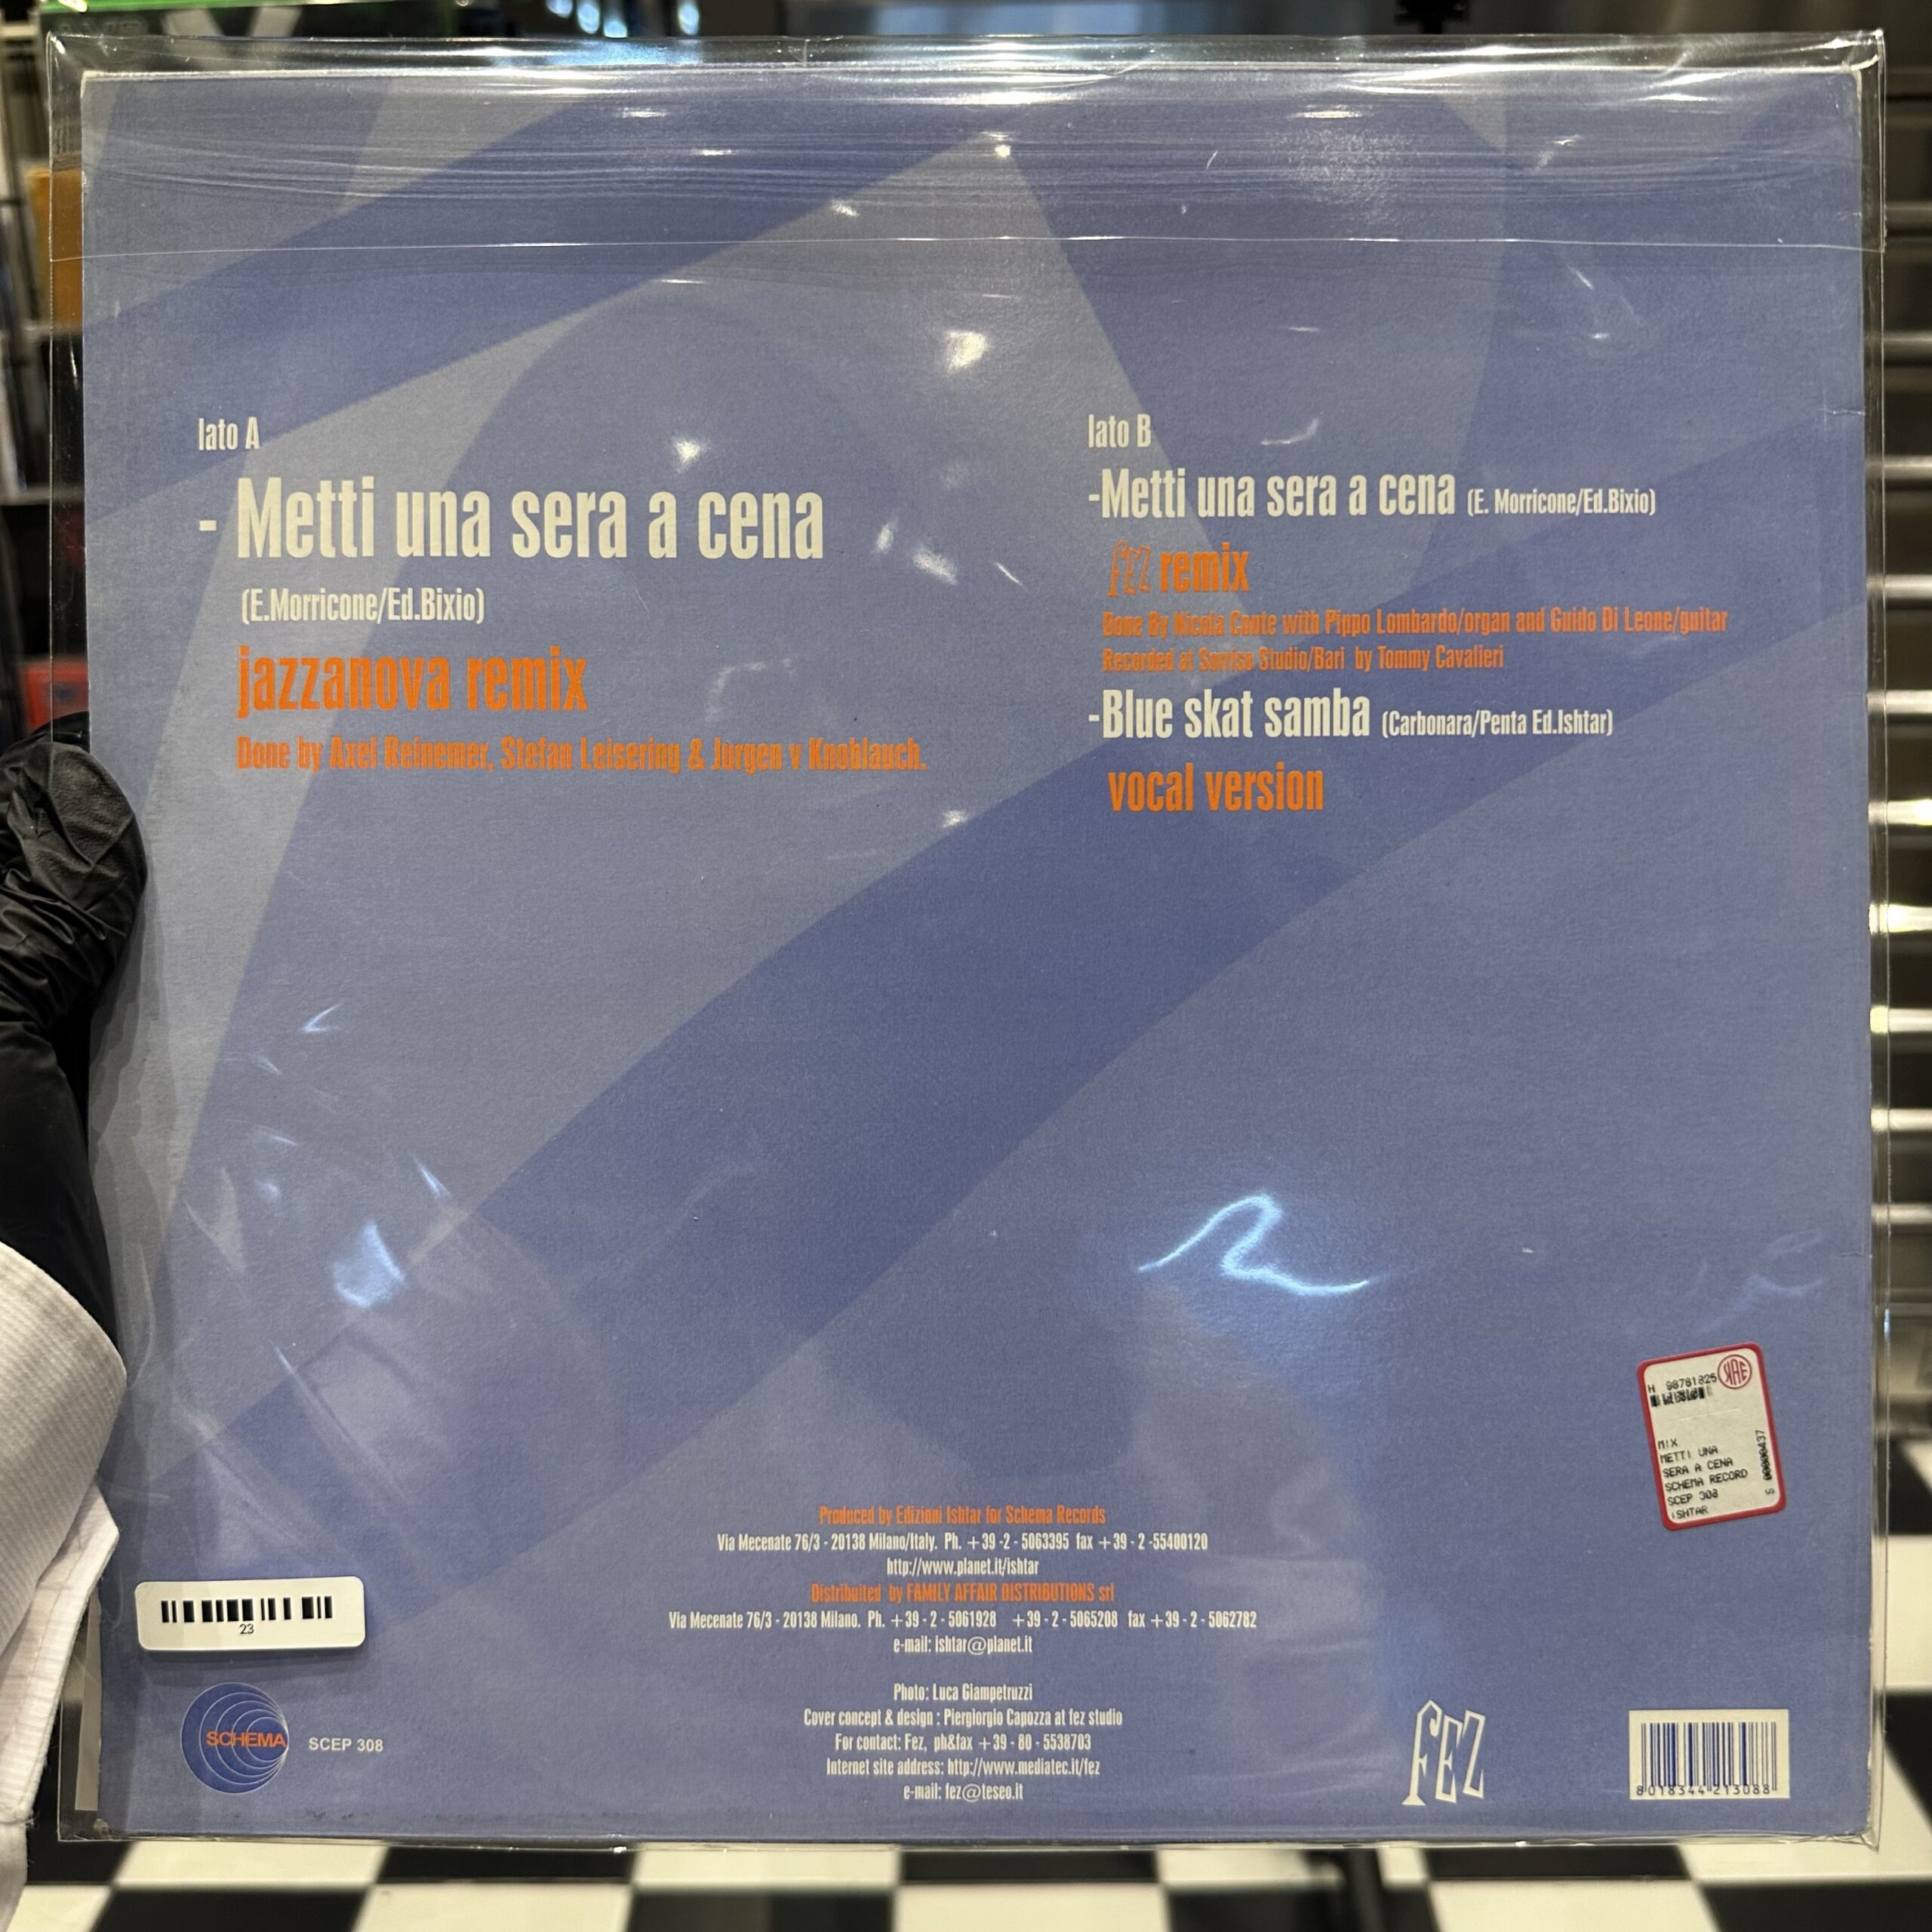 lato A
- Metti una sera a cena
(E.Morricone/Ed.Bixio)
jazzanova remix
Done by Axel Reinemer, Stefan Leisering & Jurgen v Knoblauch.
lato B
-Metti una sera a cena (E. Morricone/Ed.Bixio)
fez remix
Done By Nicola Conte with Pippo Lombardo/organ and Guido Di Leone/guitar
Recorded at Sorriso Studio/Bari by Tommy Cavalieri
-Blue skat samba (Carbonara/Penta Ed.Ishtar)
vocal version
H 98761825
MIX
METTI UNA
SERA A CENA
SCHEMA RECORD
SCEP 308
ISHTAR
S 00000437
Produced by Edizioni Ishtar for Schema Records
Via Mecenate 76/3 - 20138 Milano/Italy. Ph. +39 -2 - 5063395 fax +39 - 2 -55400120
http://www.planet.it/ishtar
Distributed by FAMILY AFFAIR DISTRIBUTIONS srl
Via Mecenate 76/3 - 20138 Milano. Ph. +39 - 2 - 5061928 +39 - 2 - 5065208 fax +39 - 2 - 5062782
e-mail: ishtar@planet.it
23
Photo: Luca Giampetruzzi
Cover concept & design : Piergiorgio Capozza at fez studio
For contact: Fez, ph&fax +39 - 80 - 5538703
Internet site address: http://www.mediatec.it/fez
e-mail: fez@teseo.it
SCHEMA
SCEP 308
fEZ
8 018344 213088